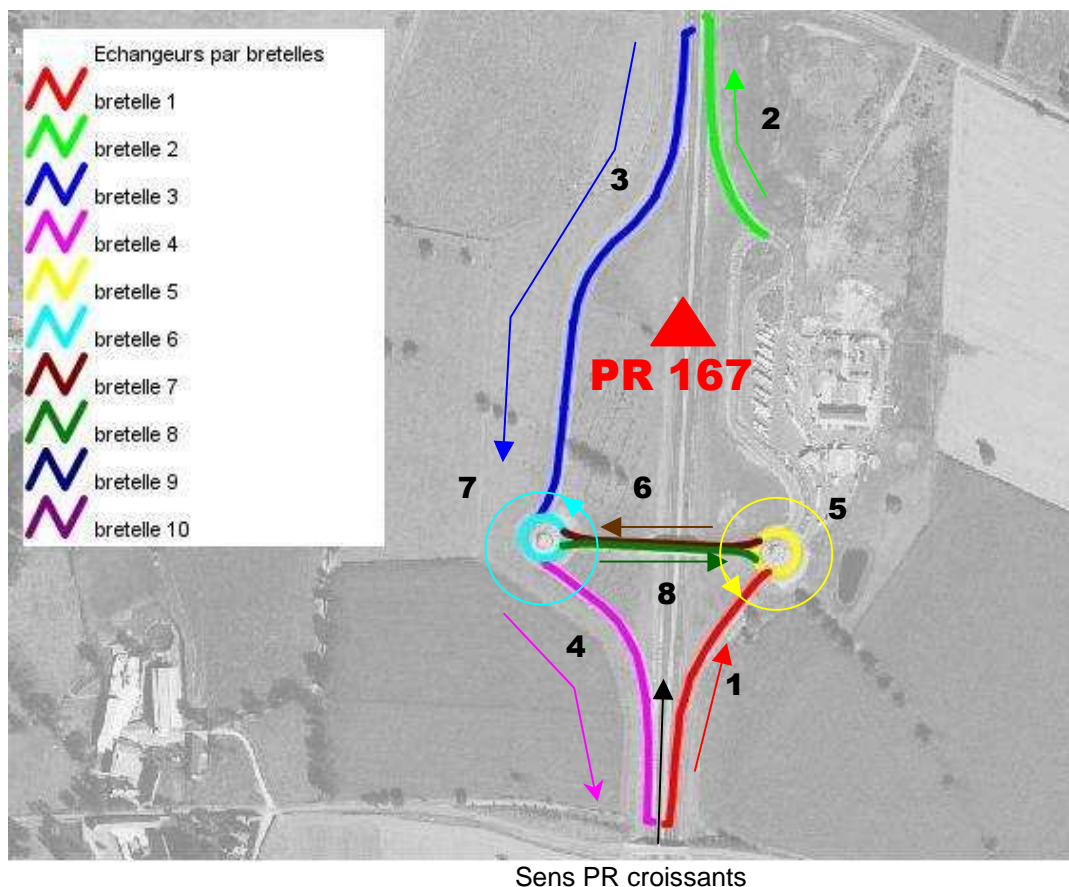 Echangeurs par bretelles
bretelle 1
bretelle 2
bretelle 3
bretelle 4
bretelle 5
bretelle 6
bretelle 7
bretelle 8
bretelle 9
bretelle 10
2
3
PR 167
7
6
5
8
4
1
Sens PR croissants